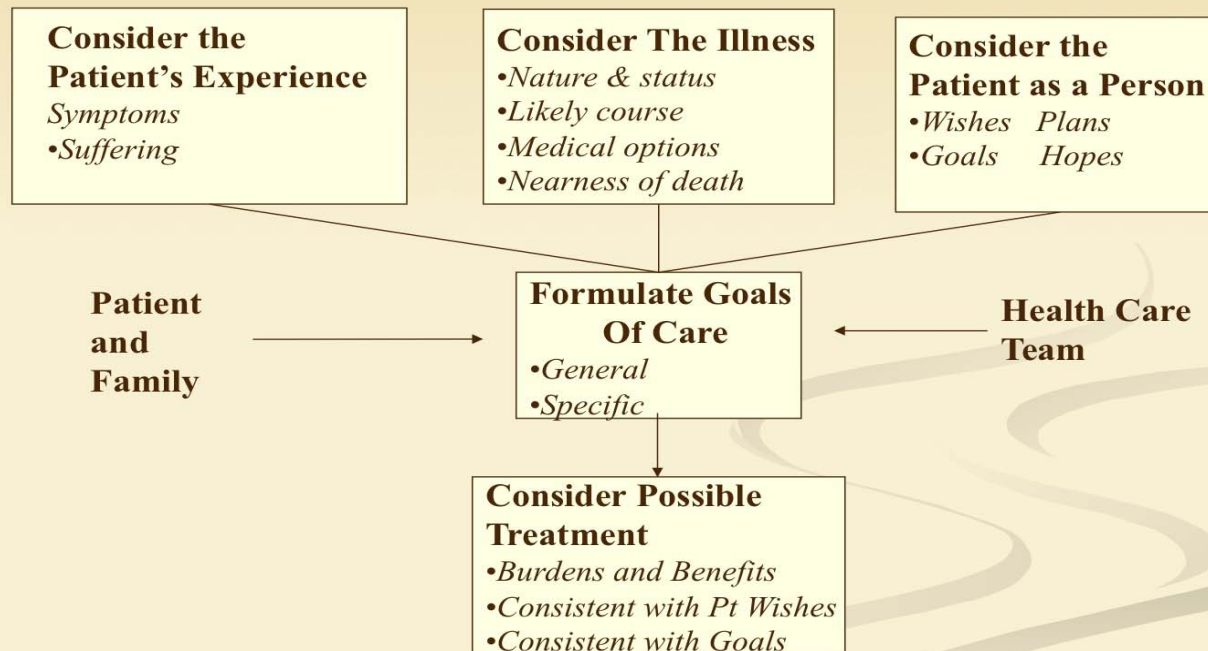 Consider the
Patient's Experience
Symptoms
•Suffering
Consider The Illness
•Nature & status
•Likely course
•Medical options
•Nearness of death
Consider the
Patient as a Person
•Wishes Plans
•Goals Hopes
Patient
and
Family
Formulate Goals
Of Care
•General
•Specific
Health Care
Team
Consider Possible
Treatment
•Burdens and Benefits
•Consistent with Pt Wishes
•Consistent with Goals